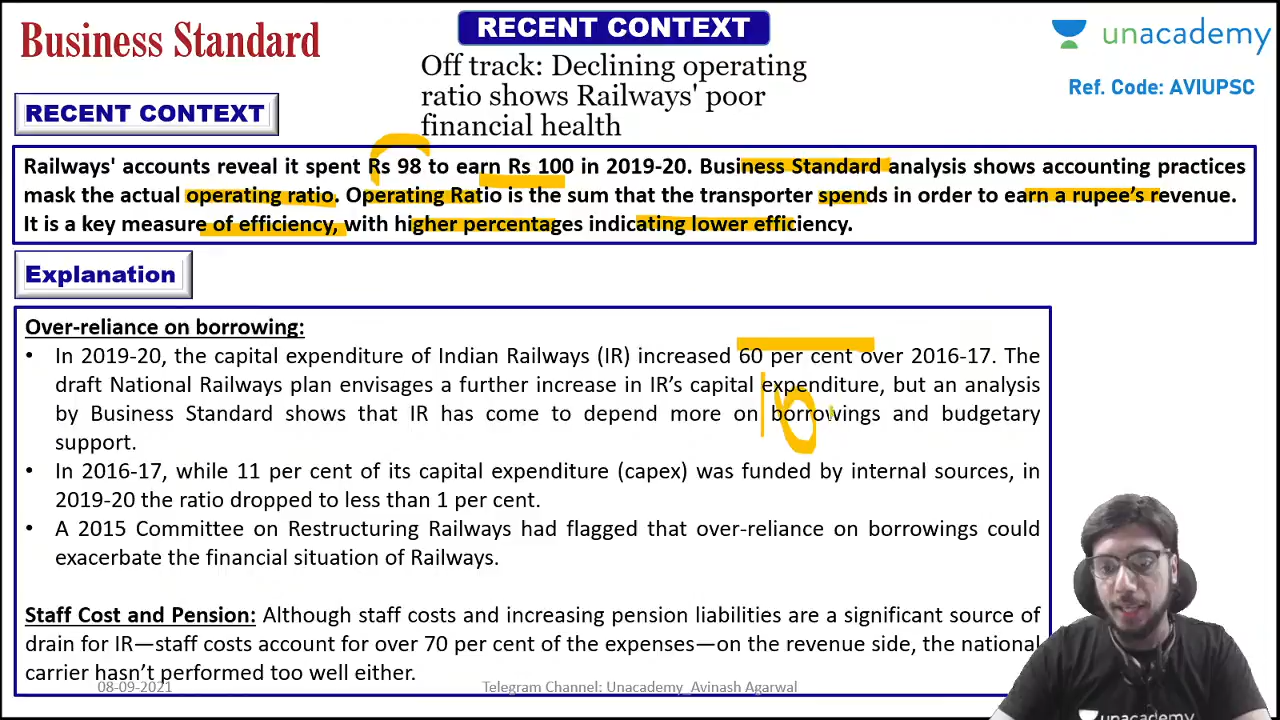 Business Standard
RECENT CONTEXT
unacademy
Off track: Declining operating
ratio shows Railways' poor
financial health
Ref. Code: AVIUPSC
RECENT CONTEXT
Railways' accounts reveal it spent Rs 98 to earn Rs 100 in 2019-20. Business Standard analysis shows accounting practices
mask the actual operating ratio. Operating Ratio is the sum that the transporter spends in order to earn a rupee's revenue.
It is a key measure of efficiency, with higher percentages indicating lower efficiency.
Explanation
Over-reliance on borrowing:
• In 2019-20, the capital expenditure of Indian Railways (IR) increased 60 per cent over 2016-17. The
draft National Railways plan envisages a further increase in IR's capital expenditure, but an analysis
by Business Standard shows that IR has come to depend more on borrowings and budgetary
support.
• In 2016-17, while 11 per cent of its capital expenditure (capex) was funded by internal sources, in
2019-20 the ratio dropped to less than 1 per cent.
• A 2015 Committee on Restructuring Railways had flagged that over-reliance on borrowings could
exacerbate the financial situation of Railways.
Staff Cost and Pension: Although staff costs and increasing pension liabilities are a significant source of
drain for IR—staff costs account for over 70 per cent of the expenses—on the revenue side, the national
carrier hasn't performed too well either.
08-09-2021
Telegram Channel: Unacademy_Avinash Agarwal
unacademy